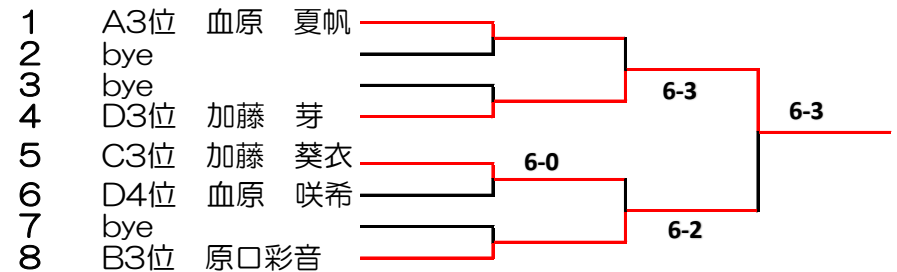 1 A3位 血原 夏帆
2 bye
3 bye
6-3
4 D3位 加藤 芽
6-3
5 C3位 加藤 葵衣
6-0
6 D4位 血原 咲希
7 bye
6-2
8 B3位 原口彩音